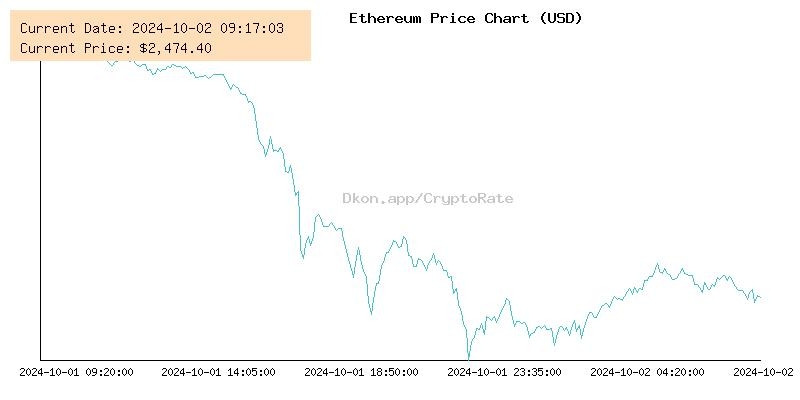 Ethereum Price Chart (USD)
Current Date: 2024-10-02 09:17:03
Current Price: $2,474.40
Dkon.app/CryptoRate
2024-10-01 09:20:00 2024-10-01 14:05:00 2024-10-01 18:50:00 2024-10-01 23:35:00 2024-10-02 04:20:00 2024-10-02